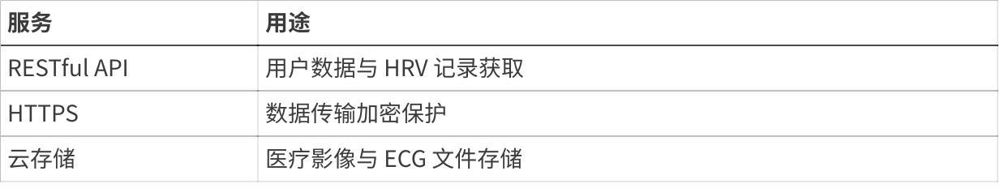 服务 用途
RESTful API 用户数据与 HRV 记录获取
HTTPS 数据传输加密保护
云存储 医疗影像与 ECG 文件存储